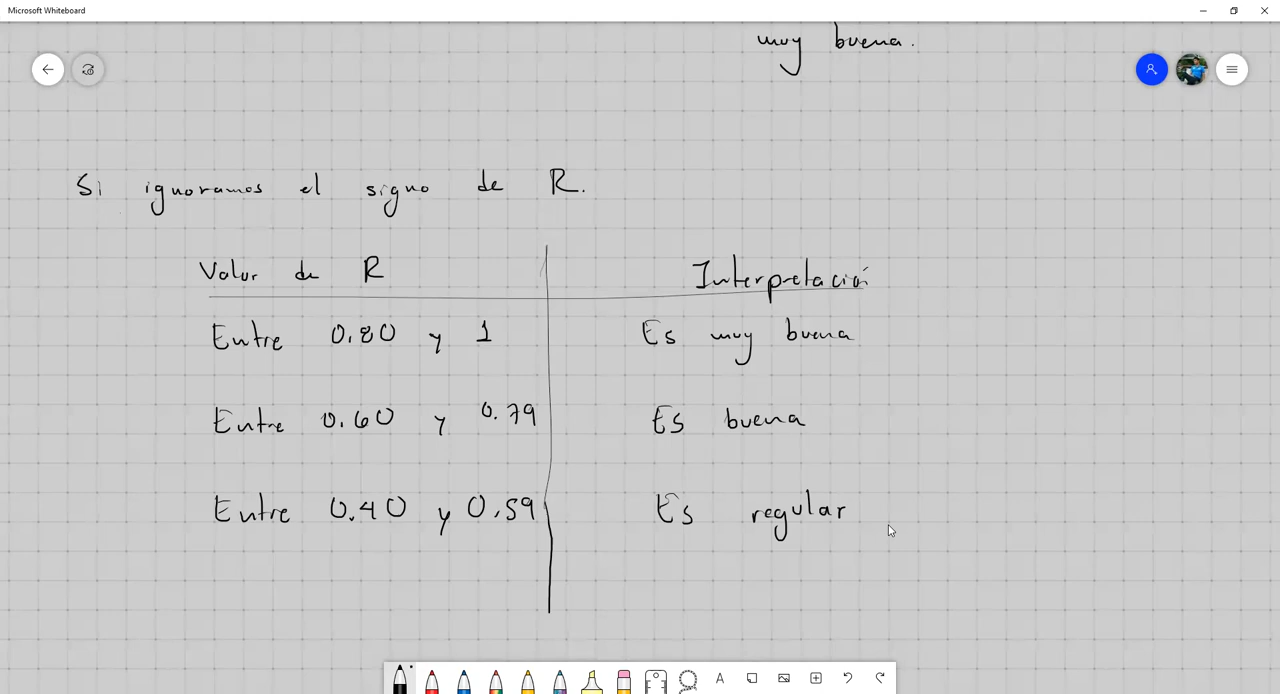 Microsoft Whiteboard
muy buena.
Si ignoramos el signo de R.
Valor de R Interpretación
Entre 0.80 y 1 Es muy buena
Entre 0.60 y 0.79 Es buena
Entre 0.40 y 0.59 Es regular